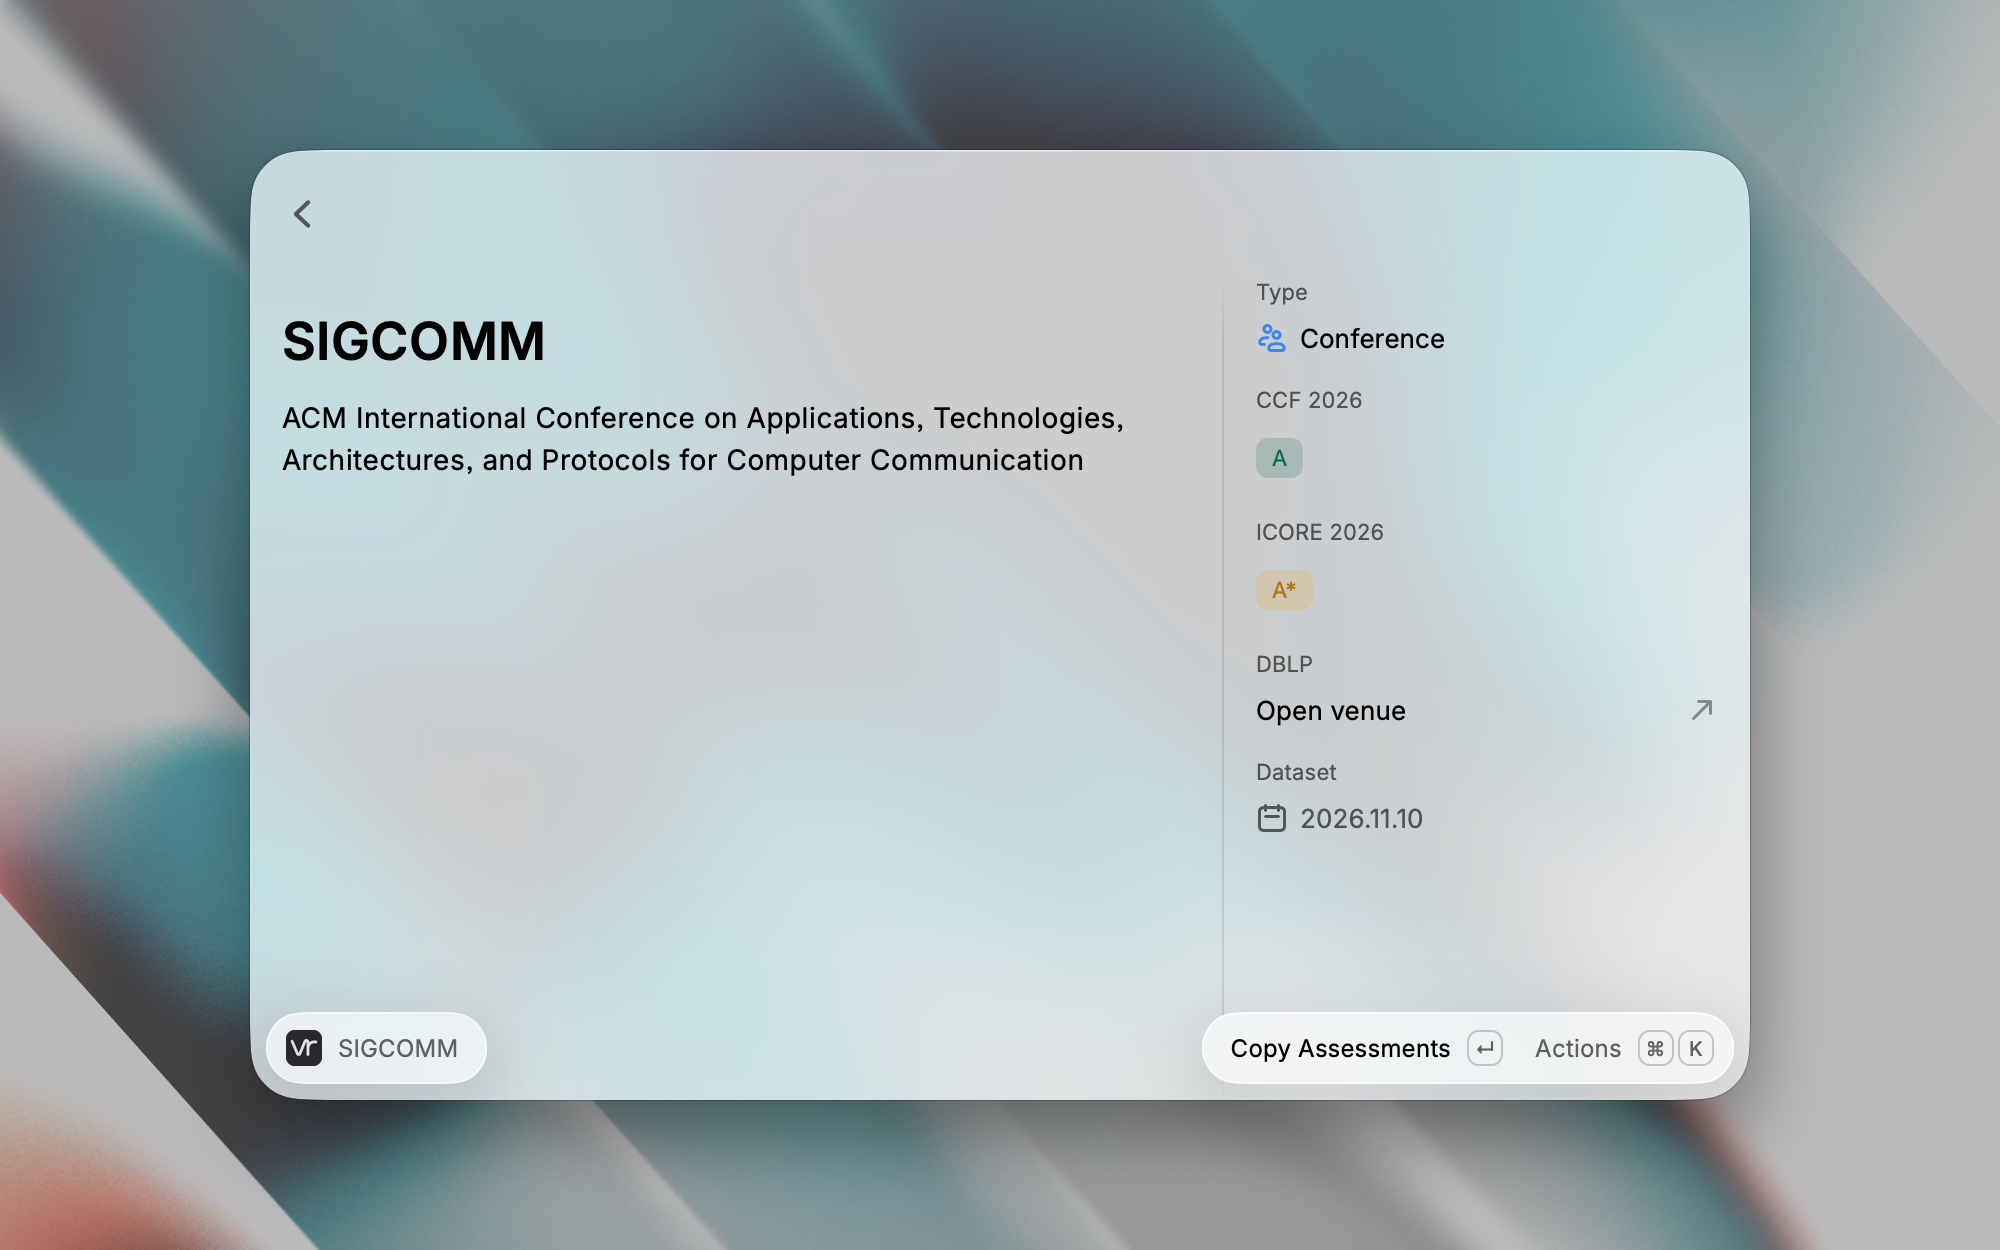 SIGCOMM
ACM International Conference on Applications, Technologies,
Architectures, and Protocols for Computer Communication
Type
Conference
CCF 2026
A
ICORE 2026
A*
DBLP
Open venue
Dataset
2026.11.10
vr SIGCOMM
Copy Assessments ↵ Actions ⌘ K